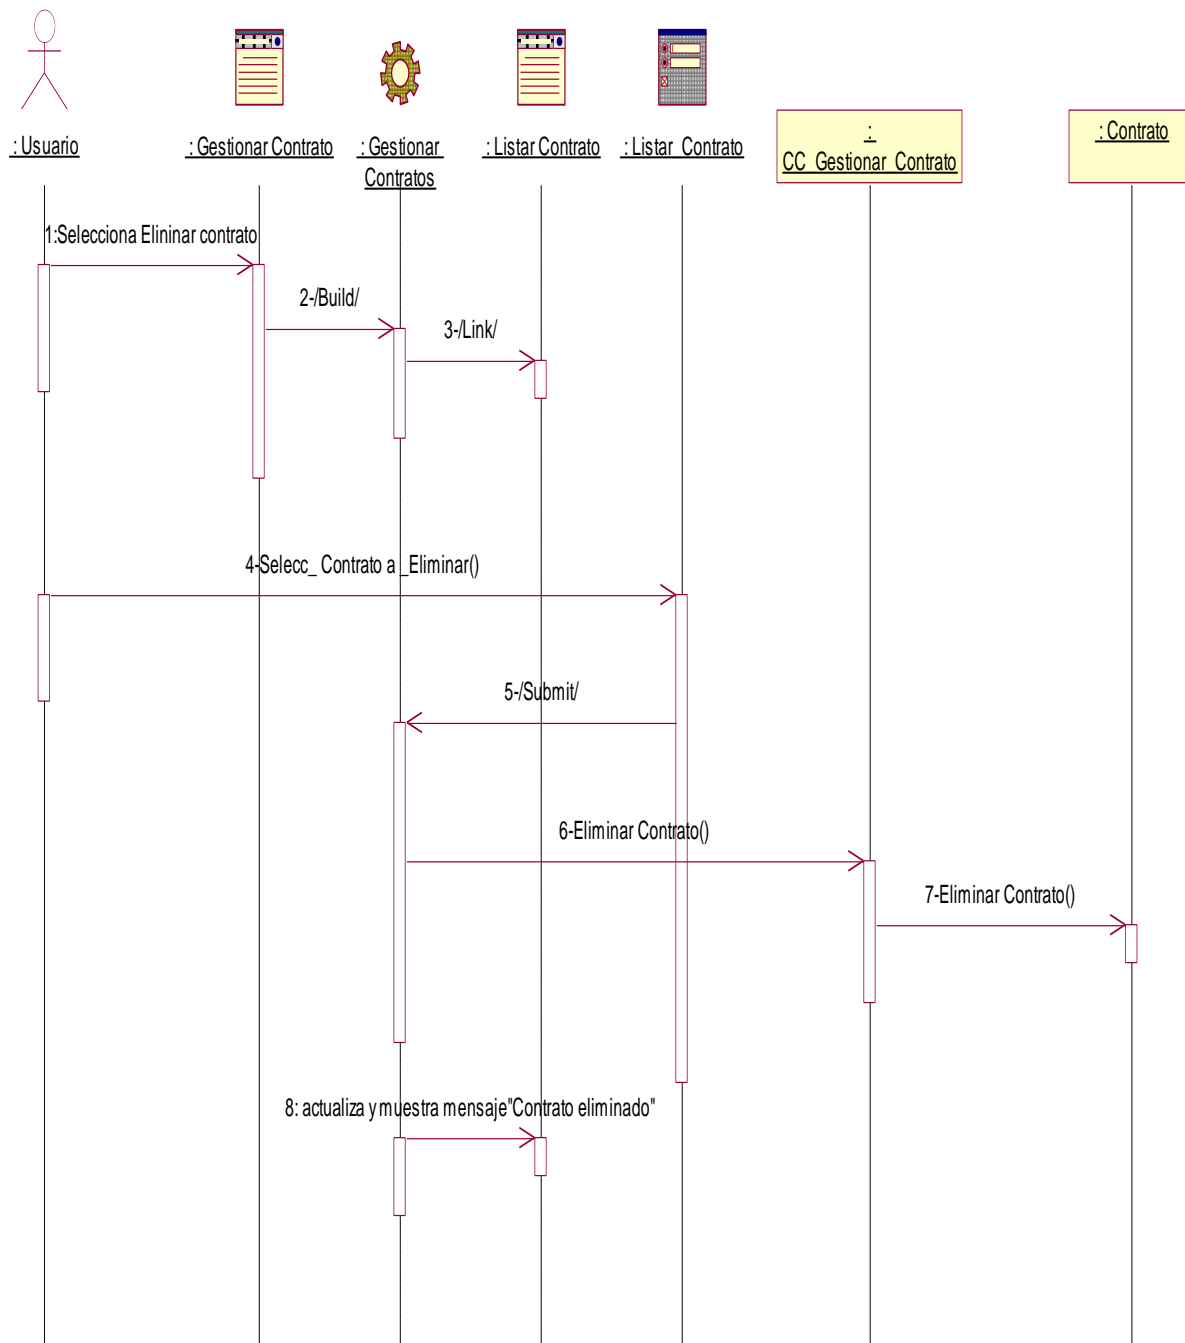 : Usuario
: Gestionar Contrato
: Gestionar
Contratos
: Listar Contrato
: Listar_Contrato
:
CC_Gestionar_Contrato
: Contrato
1:Selecciona Elininar contrato
2-/Build/
3-/Link/
4-Selecc_ Contrato a _Eliminar()
5-/Submit/
6-Eliminar Contrato()
7-Eliminar Contrato()
8: actualiza y muestra mensaje"Contrato eliminado"